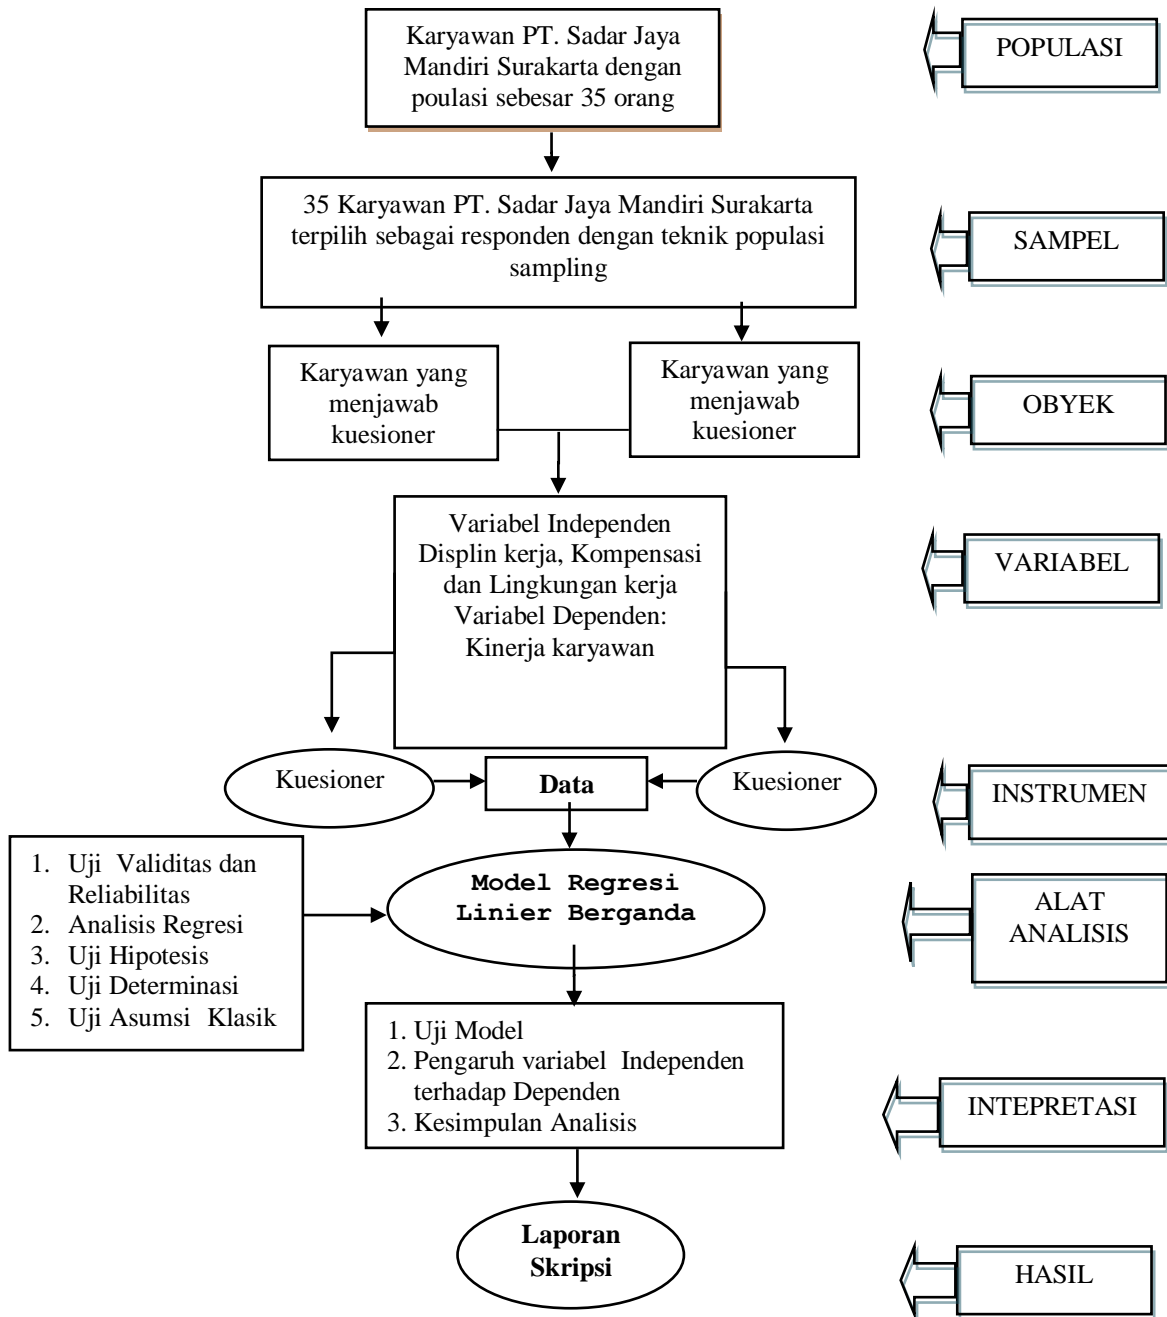 Karyawan PT. Sadar Jaya
Mandiri Surakarta dengan
poulasi sebesar 35 orang
POPULASI
35 Karyawan PT. Sadar Jaya Mandiri Surakarta
terpilih sebagai responden dengan teknik populasi
sampling
SAMPEL
Karyawan yang
menjawab
kuesioner
Karyawan yang
menjawab
kuesioner
OBYEK
Variabel Independen
Displin kerja, Kompensasi
dan Lingkungan kerja
Variabel Dependen:
Kinerja karyawan
VARIABEL
Kuesioner
Data
Kuesioner
INSTRUMEN
1. Uji Validitas dan
Reliabilitas
2. Analisis Regresi
3. Uji Hipotesis
4. Uji Determinasi
5. Uji Asumsi Klasik
Model Regresi
Linier Berganda
ALAT
ANALISIS
1. Uji Model
2. Pengaruh variabel Independen
terhadap Dependen
3. Kesimpulan Analisis
INTEPRETASI
Laporan
Skripsi
HASIL